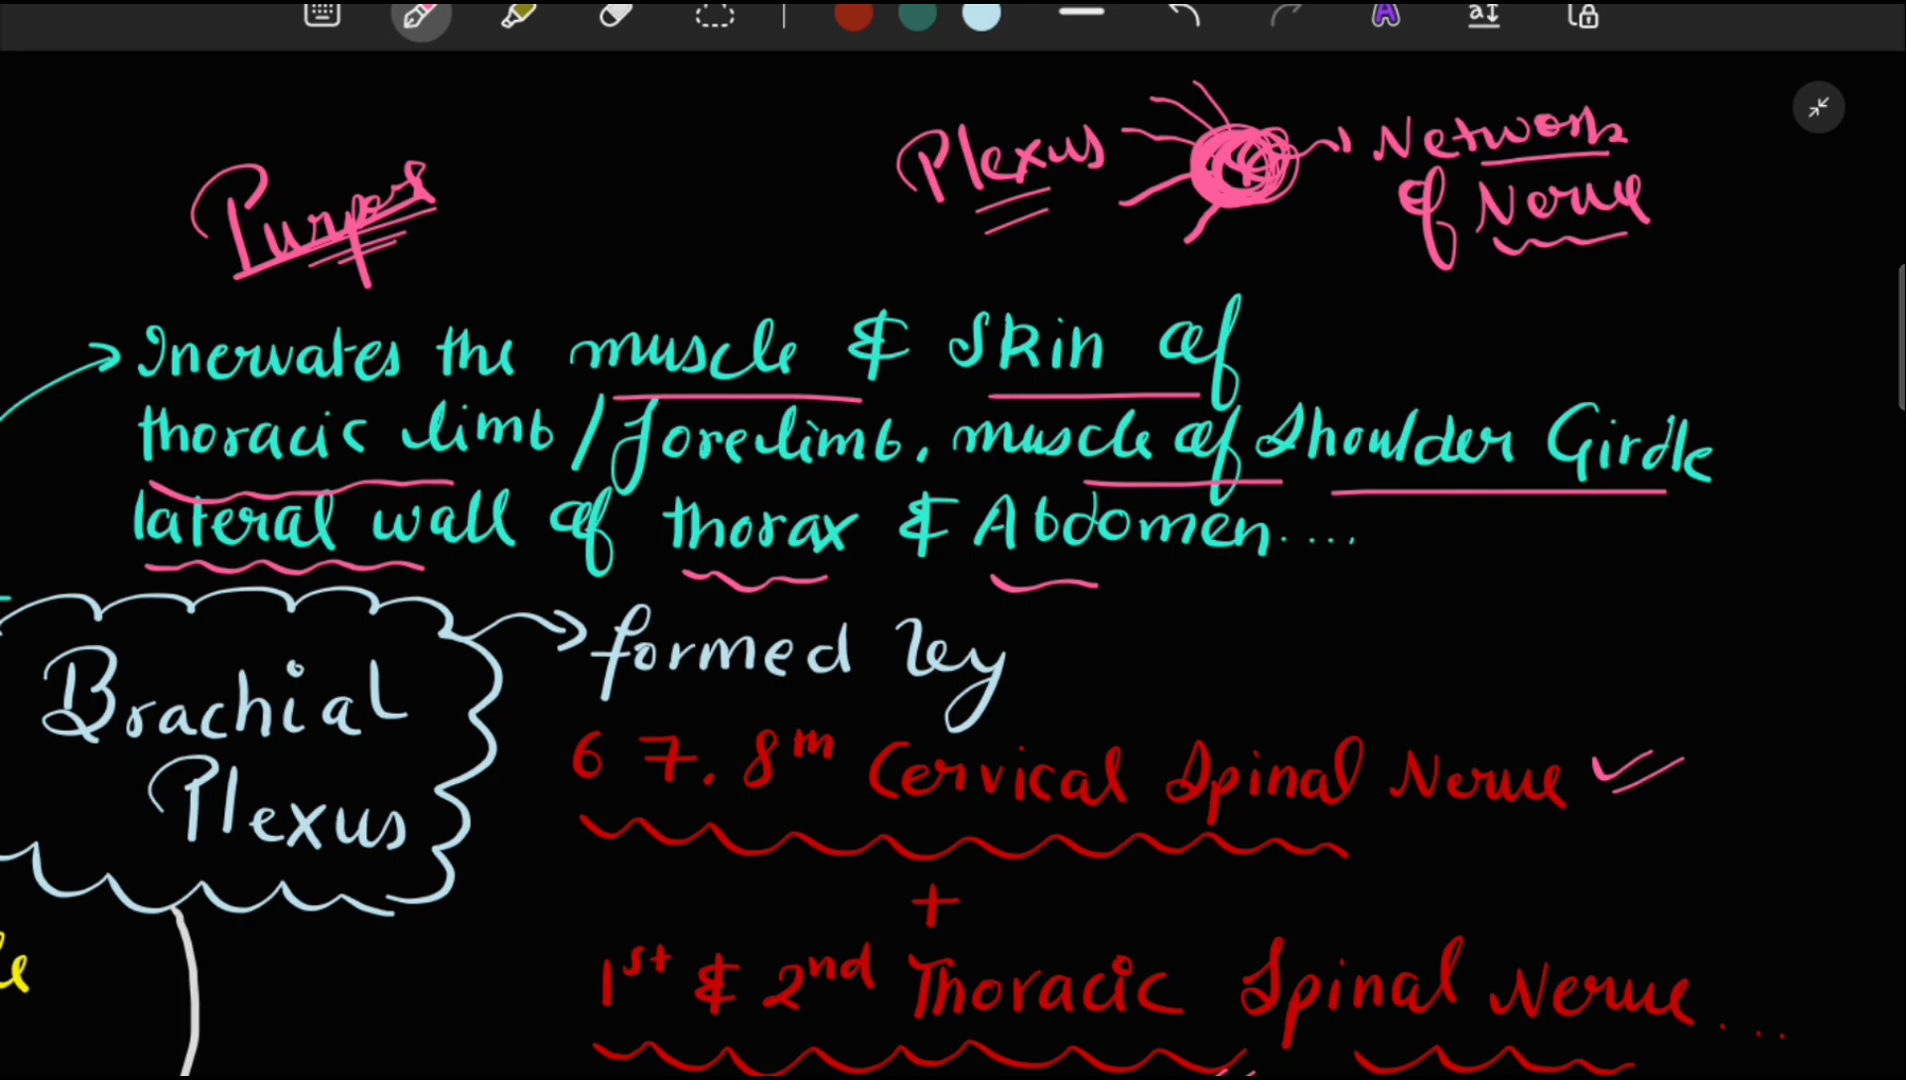 Purpos
Plexus
Network
of Nerve
Inervates the muscle & Skin of
thoracic limb/forelimb, muscle of Shoulder Girdle
lateral wall of thorax & Abdomen....
Brachial
Plexus
formed by
6 7. 8th Cervical Spinal Nerve
+
1st & 2nd Thoracic Spinal Nerve...